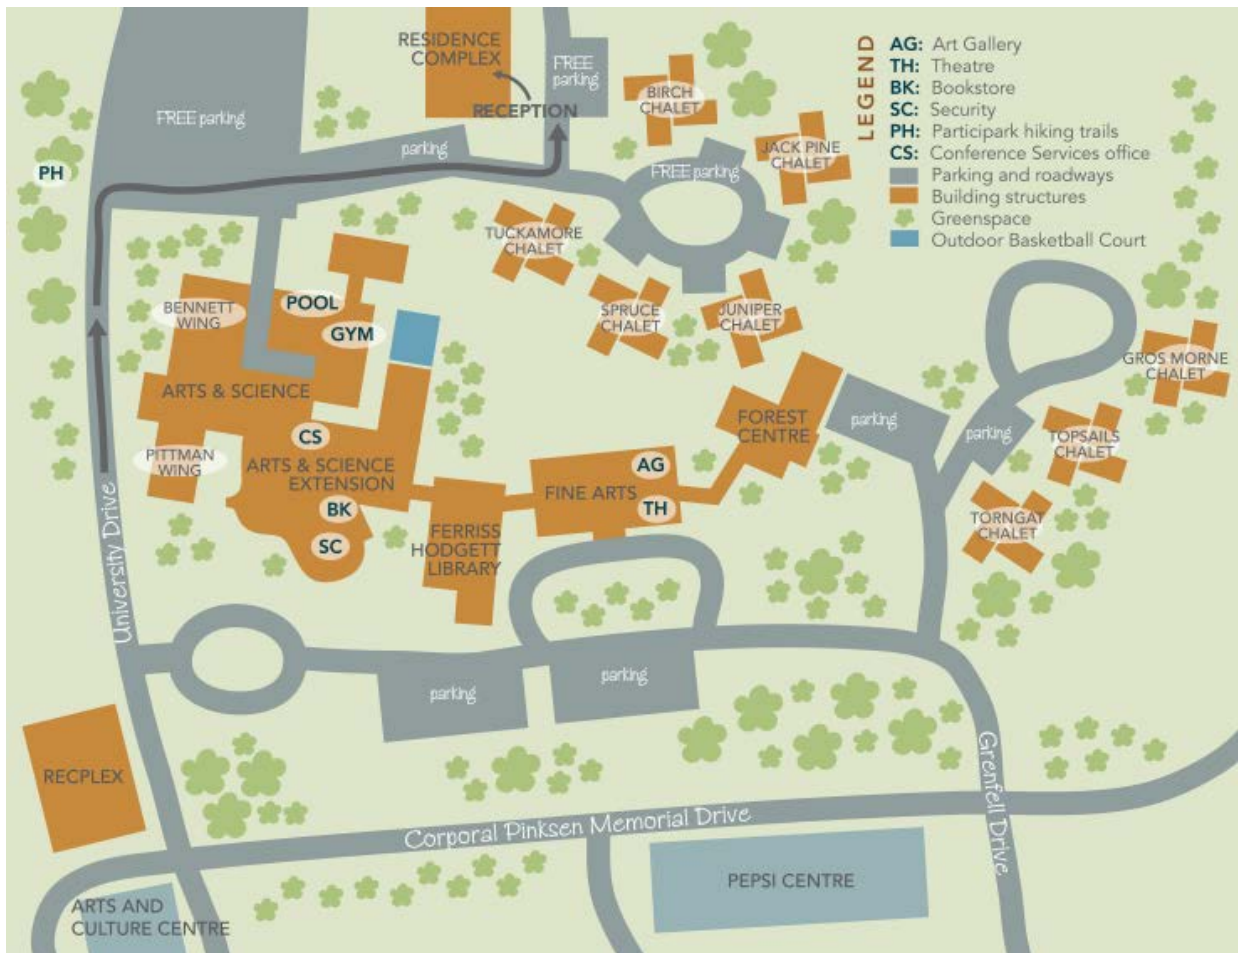 RESIDENCE
COMPLEX
RECEPTION
FREE
parking
FREE parking
parking
PH
BIRCH
CHALET
JACK PINE
CHALET
FREE parking
LEGEND
AG: Art Gallery
TH: Theatre
BK: Bookstore
SC: Security
PH: Participark hiking trails
CS: Conference Services office
Parking and roadways
Building structures
Greenspace
Outdoor Basketball Court
TUCKAMORE
CHALET
SPRUCE
CHALET
JUNIPER
CHALET
BENNETT
WING
POOL
GYM
ARTS & SCIENCE
PITTMAN
WING
CS
ARTS & SCIENCE
EXTENSION
BK
SC
FERRISS
HODGETT
LIBRARY
FINE ARTS
AG
TH
FOREST
CENTRE
parking
parking
GROS MORNE
CHALET
TOPSAILS
CHALET
TORNGAT
CHALET
University Drive
parking
parking
RECPLEX
Corporal Pinksen Memorial Drive
Grenfell Drive
PEPSI CENTRE
ARTS AND
CULTURE CENTRE